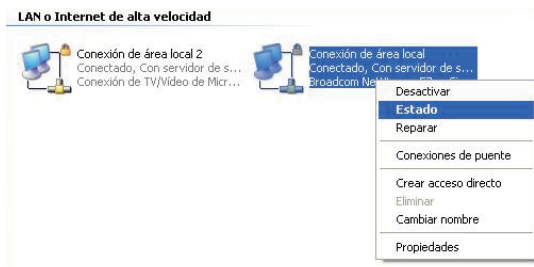 LAN o Internet de alta velocidad
Conexión de área local 2
Conectado, Con servidor de s...
Conexión de TV/Vídeo de Micr...
Conexión de área local
Conectado, Con servidor de s...
Broadcom
Desactivar
Estado
Reparar
Conexiones de puente
Crear acceso directo
Eliminar
Cambiar nombre
Propiedades